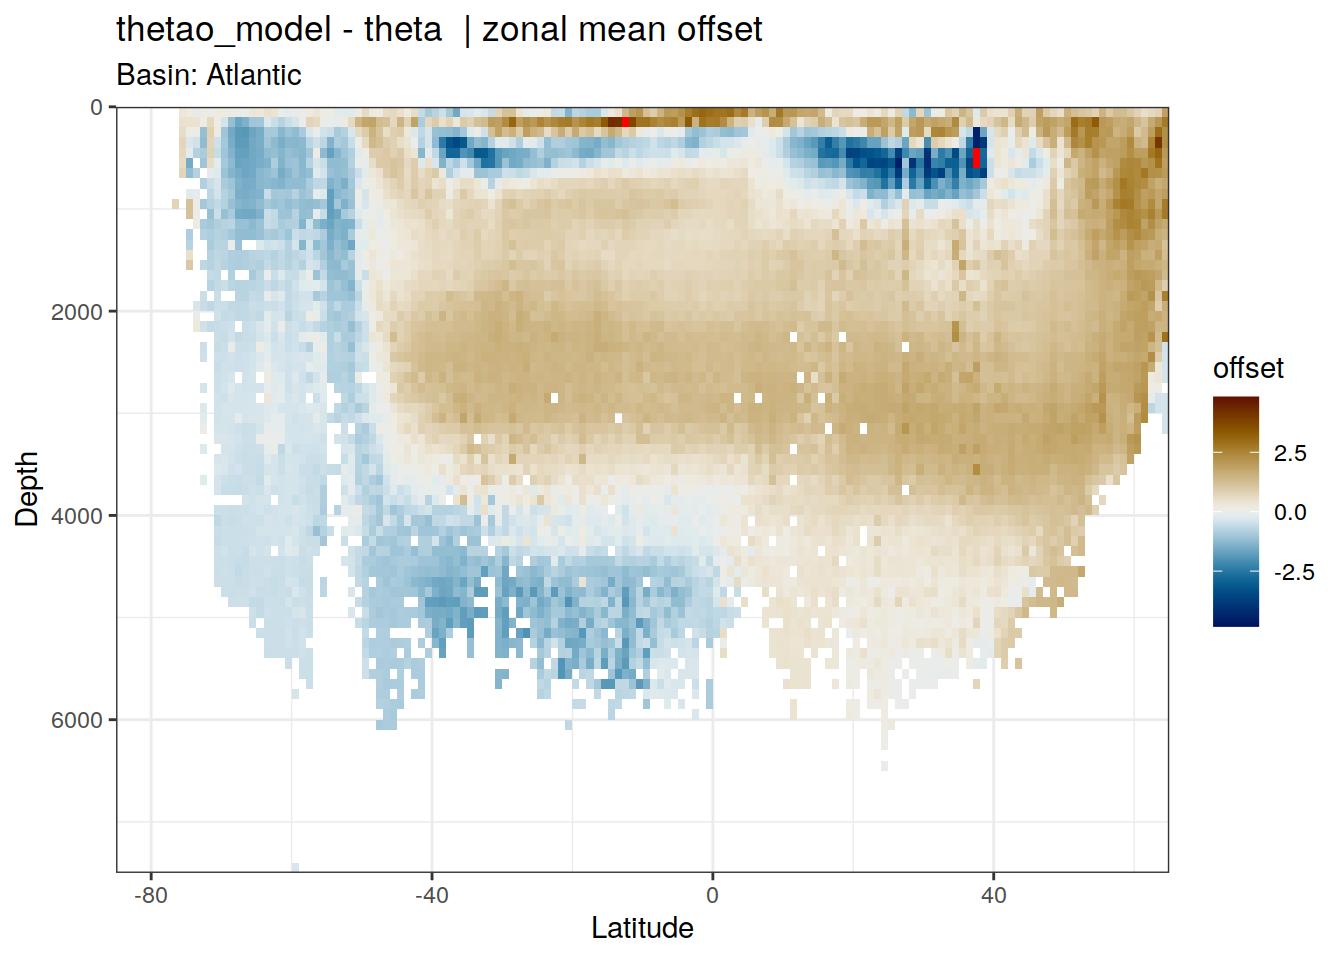 thetao_model - theta  | zonal mean offset
Basin: Atlantic
0
2000
4000
6000
Depth
-80
-40
0
40
Latitude
offset
2.5
0.0
-2.5